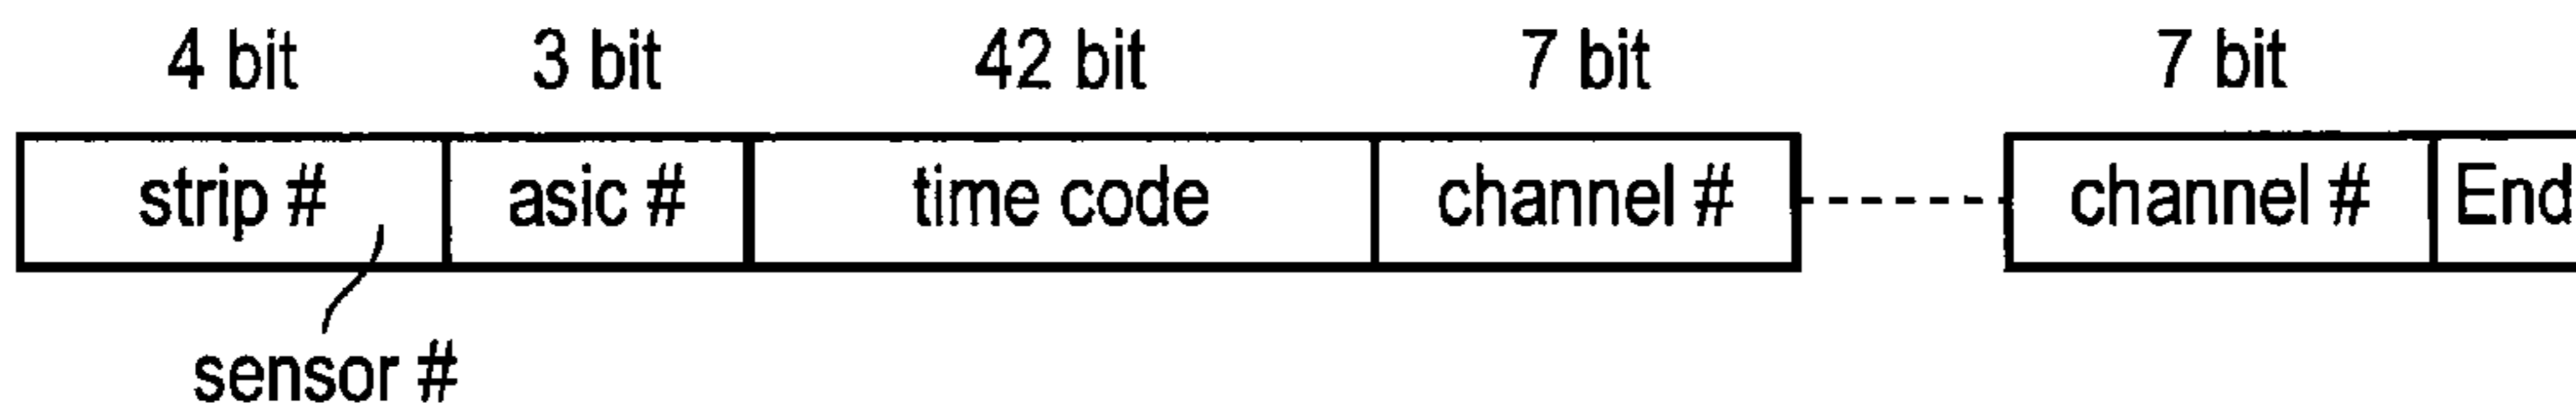 4 bit 3 bit 42 bit 7 bit 7 bit
strip # asic # time code channel # channel # End
sensor #